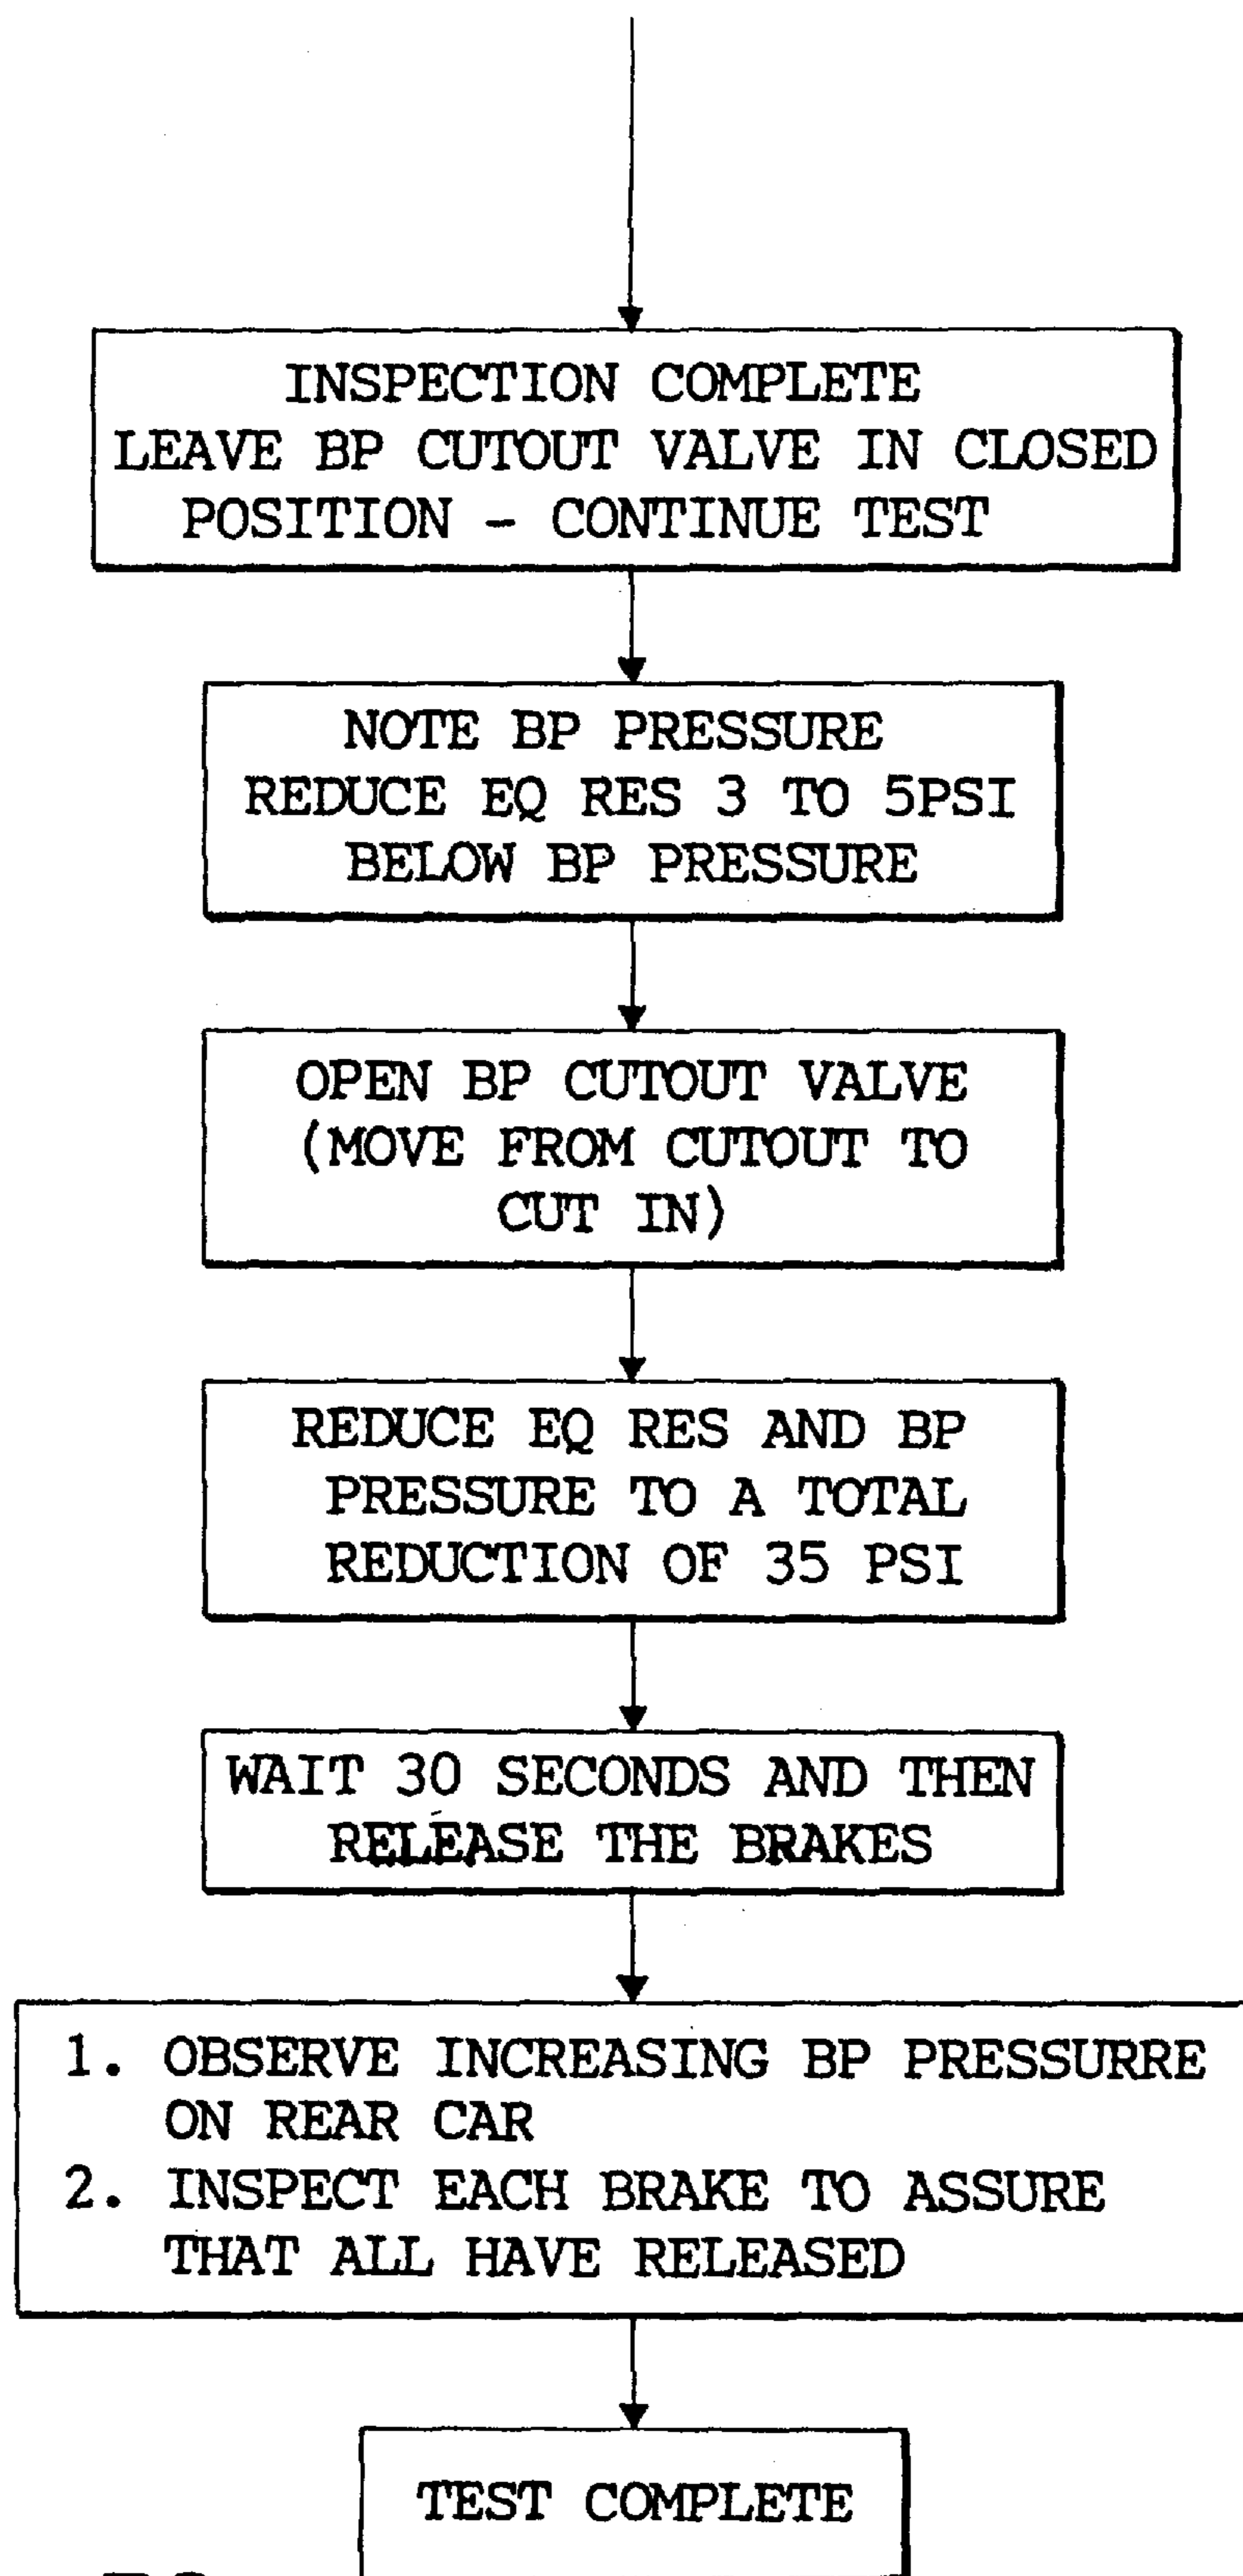 INSPECTION COMPLETE
LEAVE BP CUTOUT VALVE IN CLOSED
POSITION - CONTINUE TEST
NOTE BP PRESSURE
REDUCE EQ RES 3 TO 5PSI
BELOW BP PRESSURE
OPEN BP CUTOUT VALVE
(MOVE FROM CUTOUT TO
CUT IN)
REDUCE EQ RES AND BP
PRESSURE TO A TOTAL
REDUCTION OF 35 PSI
WAIT 30 SECONDS AND THEN
RELEASE THE BRAKES
1. OBSERVE INCREASING BP PRESSURRE
ON REAR CAR
2. INSPECT EACH BRAKE TO ASSURE
THAT ALL HAVE RELEASED
TEST COMPLETE